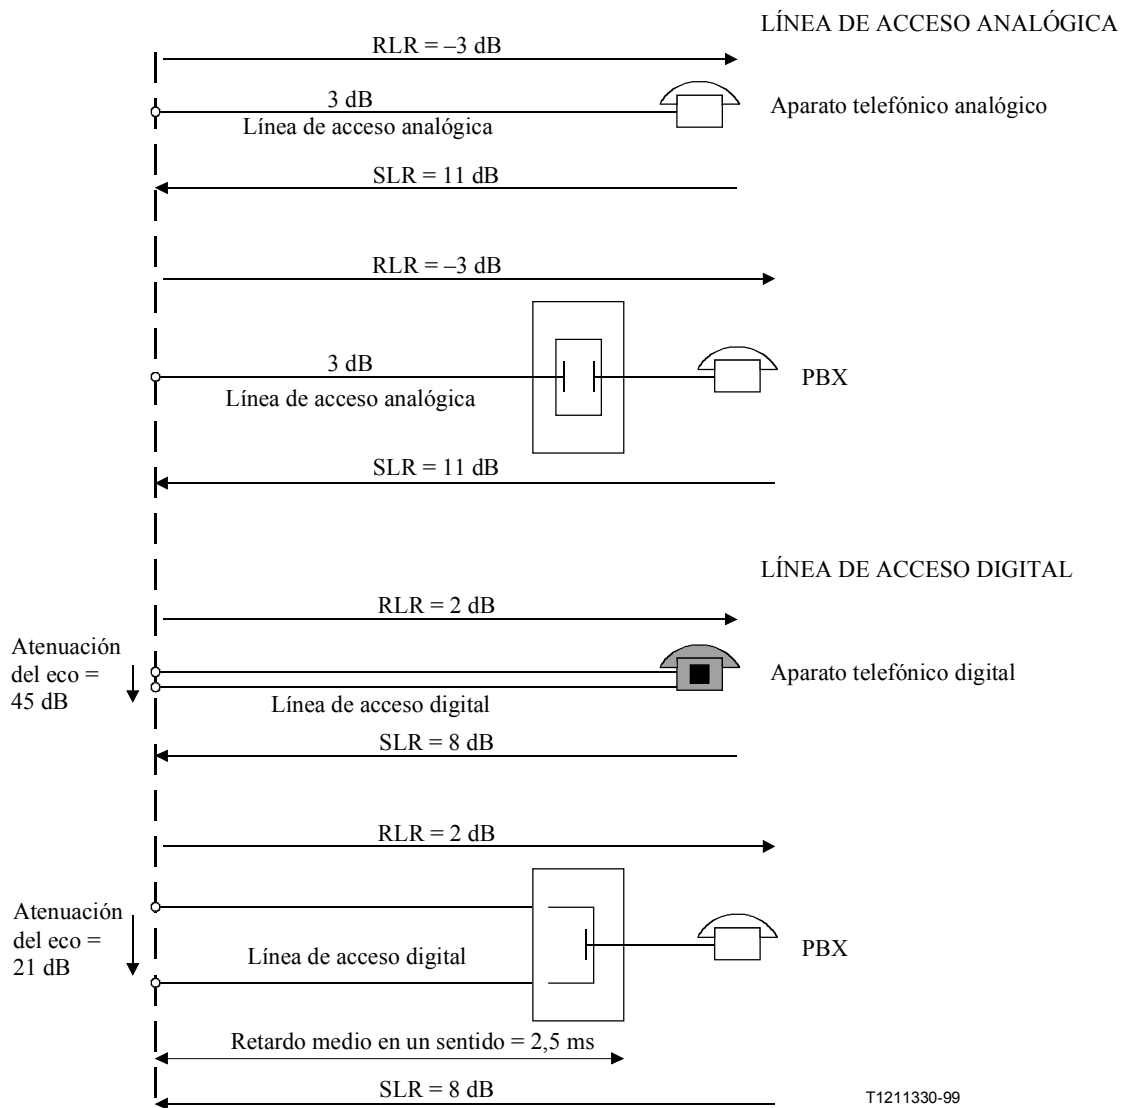 LÍNEA DE ACCESO ANALÓGICA
RLR = –3 dB
3 dB
Línea de acceso analógica
Aparato telefónico analógico
SLR = 11 dB
RLR = –3 dB
3 dB
Línea de acceso analógica
PBX
SLR = 11 dB
LÍNEA DE ACCESO DIGITAL
RLR = 2 dB
Atenuación
del eco =
45 dB
Línea de acceso digital
Aparato telefónico digital
SLR = 8 dB
RLR = 2 dB
Atenuación
del eco =
21 dB
Línea de acceso digital
PBX
Retardo medio en un sentido = 2,5 ms
SLR = 8 dB
T1211330-99